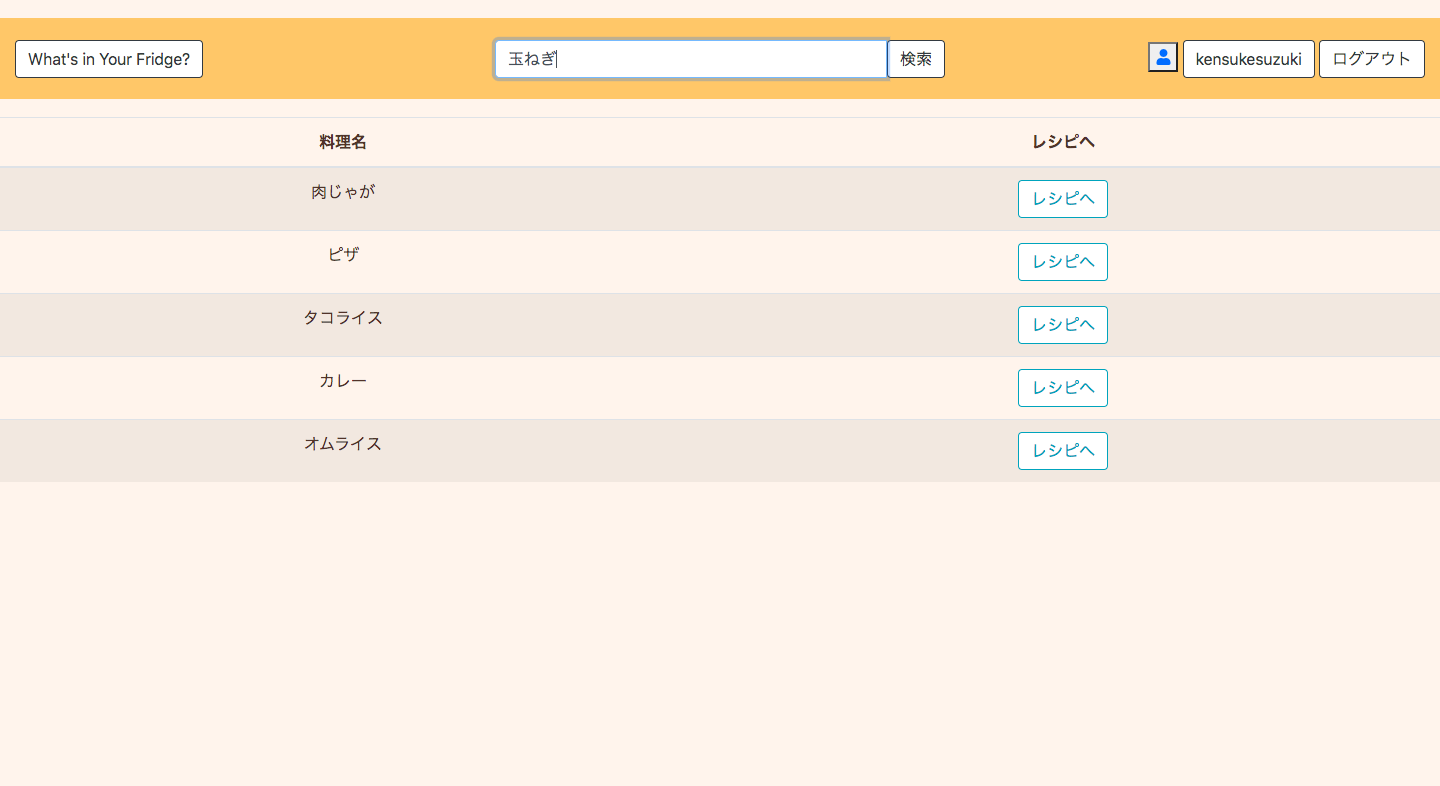 What's in Your Fridge? 玉ねぎ 検索 kensukesuzuki ログアウト
料理名 レシピへ
肉じゃが レシピへ
ピザ レシピへ
タコライス レシピへ
カレー レシピへ
オムライス レシピへ